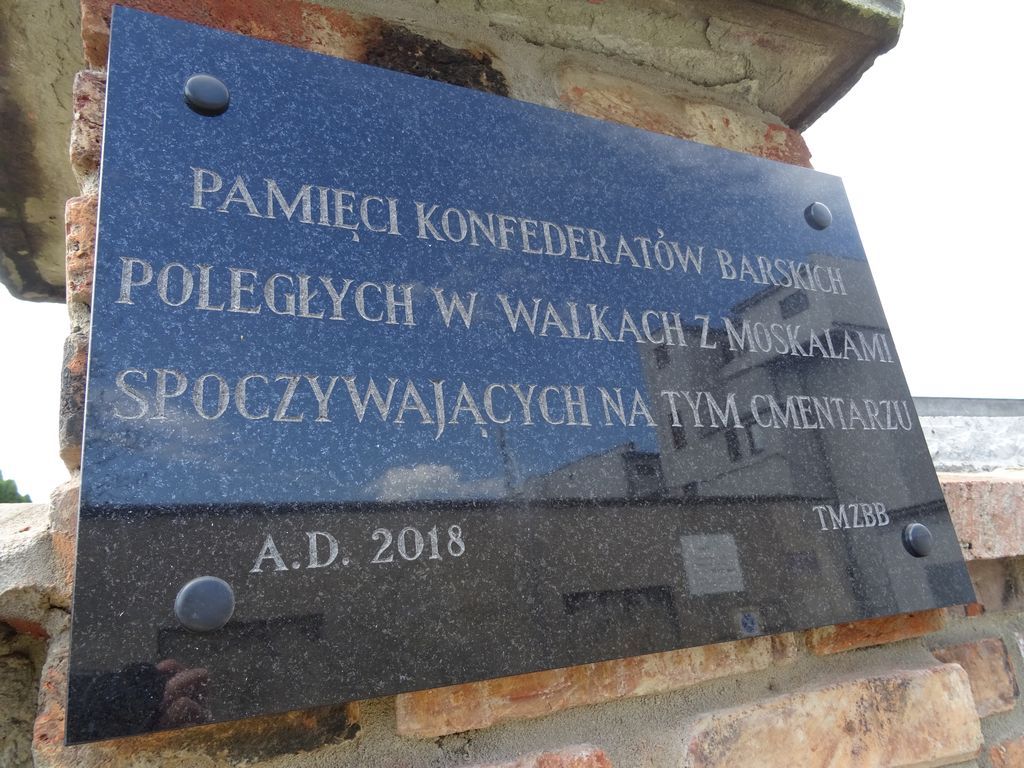 PAMIĘCI KONFEDERATÓW BARSKICH
POLEGŁYCH W WALKACH Z MOSKALAMI
SPOCZYWAJĄCYCH NA TYM CMENTARZU
A.D. 2018 TMZBB